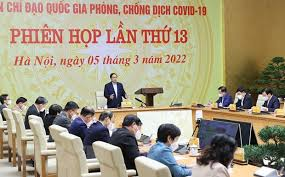 N CHỈ ĐẠO QUỐC GIA PHÒNG, CHỐNG DỊCH COVID-19
PHIÊN HỌP LẦN THỨ 13
Hà Nội, ngày 05 tháng 3 năm 2022